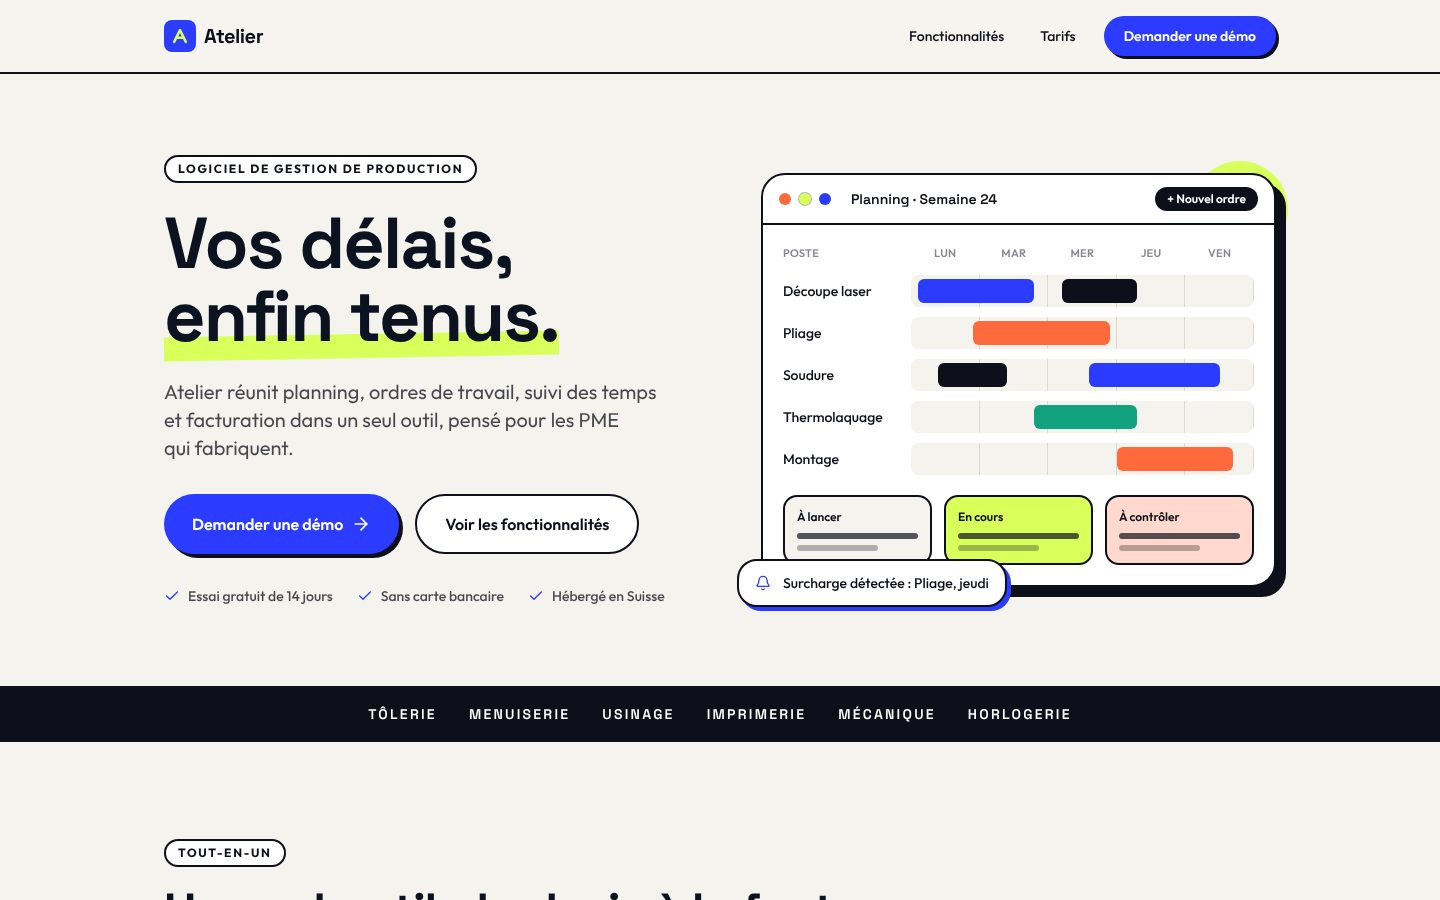 A Atelier
Fonctionnalités
Tarifs
Demander une démo
LOGICIEL DE GESTION DE PRODUCTION
Vos délais,
enfin tenus.
Atelier réunit planning, ordres de travail, suivi des temps
et facturation dans un seul outil, pensé pour les PME
qui fabriquent.
Demander une démo
Voir les fonctionnalités
Essai gratuit de 14 jours
Sans carte bancaire
Hébergé en Suisse
Planning · Semaine 24
+ Nouvel ordre
POSTE LUN MAR MER JEU VEN
Découpe laser
Pliage
Soudure
Thermolaquage
Montage
À lancer
En cours
À contrôler
Surcharge détectée : Pliage, jeudi
TÔLERIE MENUISERIE USINAGE IMPRIMERIE MÉCANIQUE HORLOGERIE
TOUT-EN-UN